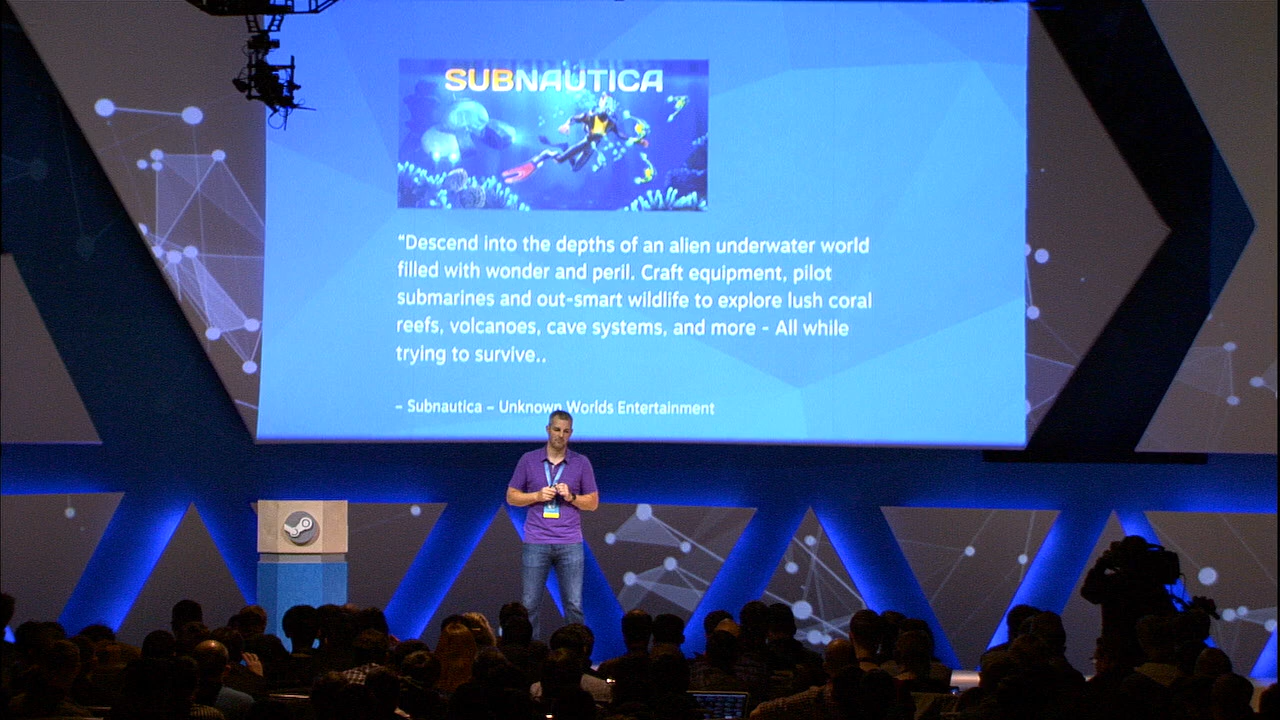 SUBNAUTICA
“Descend into the depths of an alien underwater world
filled with wonder and peril. Craft equipment, pilot
submarines and out-smart wildlife to explore lush coral
reefs, volcanoes, cave systems, and more - All while
trying to survive..
– Subnautica – Unknown Worlds Entertainment